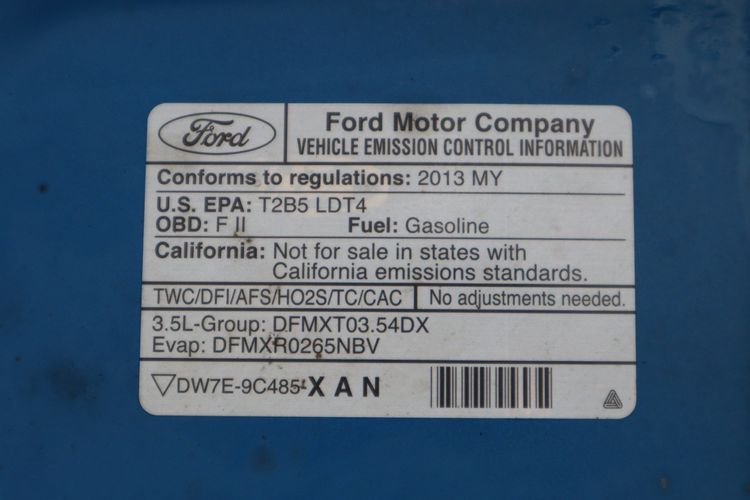 Ford
Ford Motor Company
VEHICLE EMISSION CONTROL INFORMATION
Conforms to regulations: 2013 MY
U.S. EPA: T2B5 LDT4
OBD: F II Fuel: Gasoline
California: Not for sale in states with
California emissions standards.
TWC/DFI/AFS/HO2S/TC/CAC No adjustments needed.
3.5L-Group: DFMXT03.54DX
Evap: DFMXR0265NBV
DW7E-9C485-XAN